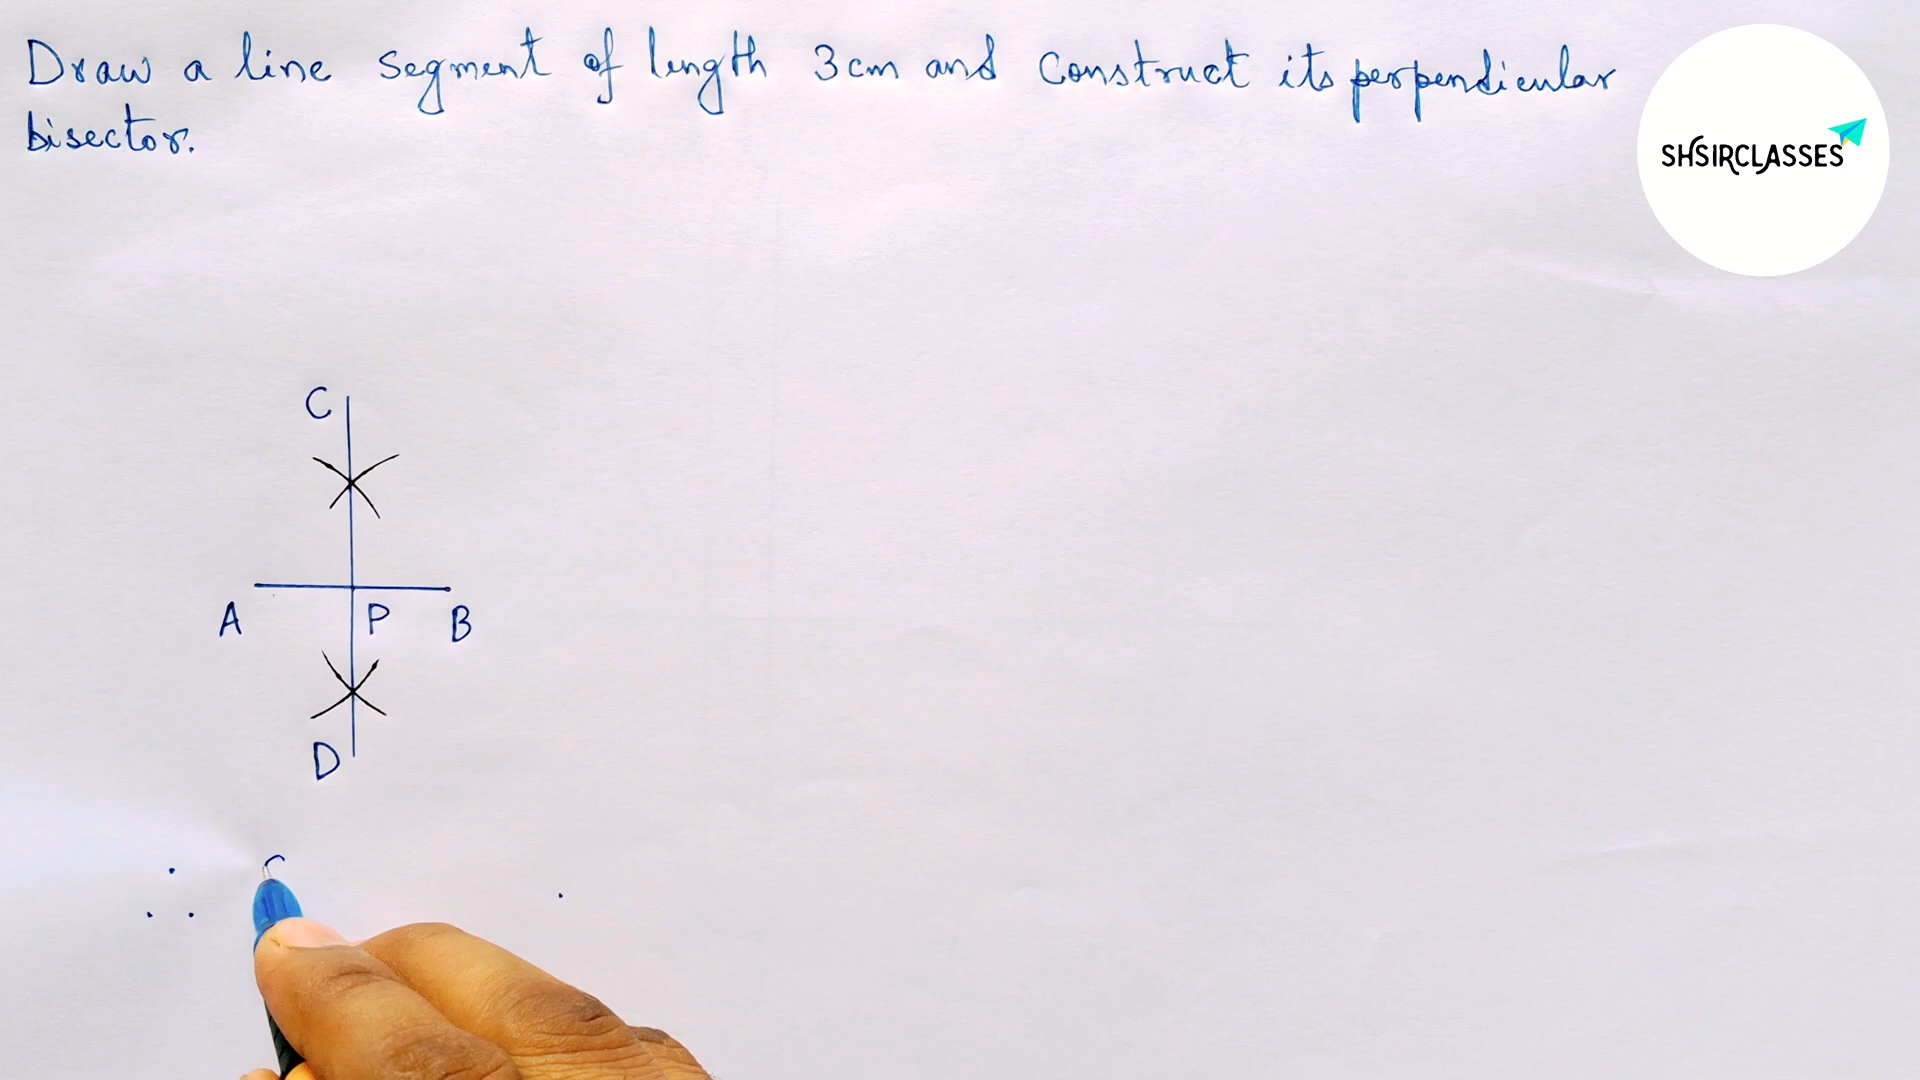 Draw a line segment of length 3cm and construct its perpendicular
bisector.
SHSIRCLASSES
C
A P B
D
∴ C